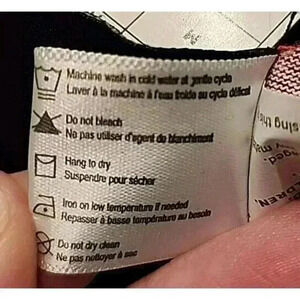 Machine wash in cold water at gentle cycle
Laver à la machine à l'eau froide au cycle délicat
Do not bleach
Ne pas utiliser d'agent de blanchiment
Hang to dry
Suspendre pour sécher
Iron on low temperature if needed
Repasser à basse température au besoin
Do not dry clean
Ne pas nettoyer à sec
sing this